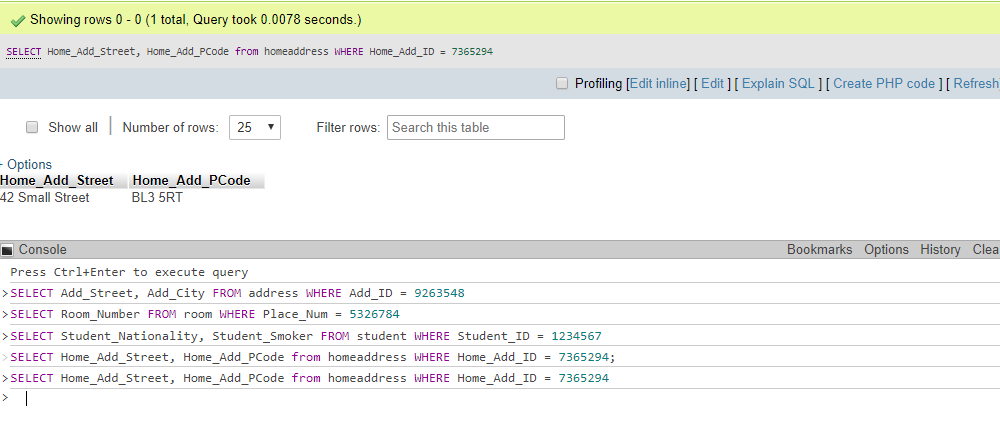 Showing rows 0 - 0 (1 total, Query took 0.0078 seconds.)
SELECT Home_Add_Street, Home_Add_PCode from homeaddress WHERE Home_Add_ID = 7365294
Profiling [Edit inline] [ Edit ] [ Explain SQL ] [ Create PHP code ] [ Refresh
Show all | Number of rows: 25 Filter rows: Search this table
+ Options
Home_Add_Street Home_Add_PCode
42 Small Street BL3 5RT
Console Bookmarks Options History Clea
Press Ctrl+Enter to execute query
>SELECT Add_Street, Add_City FROM address WHERE Add_ID = 9263548
>SELECT Room_Number FROM room WHERE Place_Num = 5326784
>SELECT Student_Nationality, Student_Smoker FROM student WHERE Student_ID = 1234567
>SELECT Home_Add_Street, Home_Add_PCode from homeaddress WHERE Home_Add_ID = 7365294;
>SELECT Home_Add_Street, Home_Add_PCode from homeaddress WHERE Home_Add_ID = 7365294
>